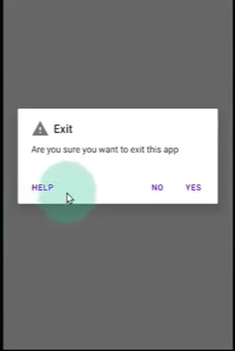 Exit
Are you sure you want to exit this app
HELP NO YES